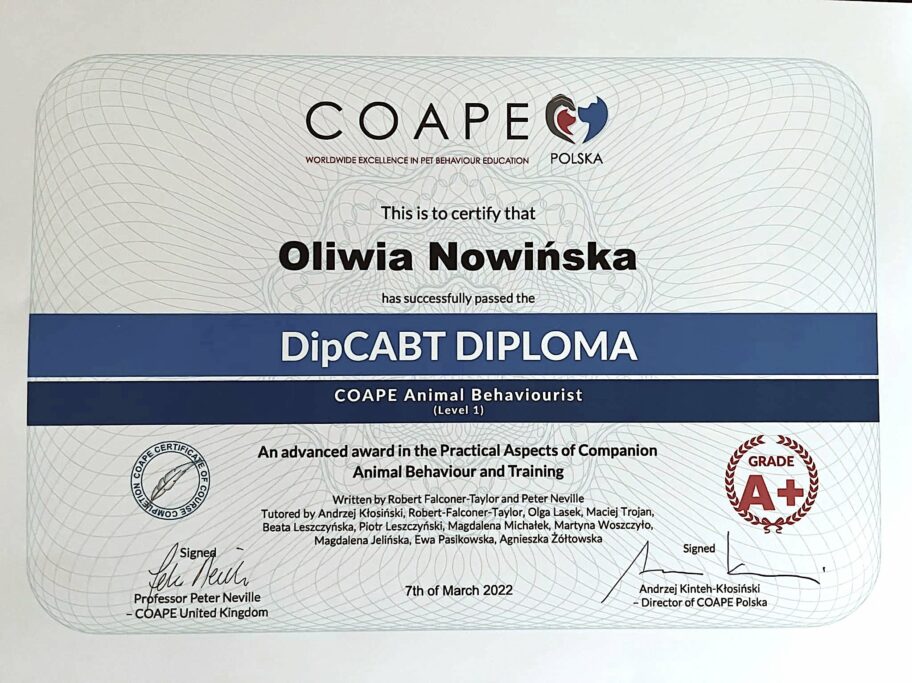 COAPE
WORLDWIDE EXCELLENCE IN PET BEHAVIOUR EDUCATION
POLSKA
This is to certify that
Oliwia Nowińska
has successfully passed the
DipCABT DIPLOMA
COAPE Animal Behaviourist
(Level 1)
COAPE CERTIFICATE OF COURSE COMPLETION
An advanced award in the Practical Aspects of Companion
Animal Behaviour and Training
GRADE
A+
Written by Robert Falconer-Taylor and Peter Neville
Tutored by Andrzej Kłosiński, Robert-Falconer-Taylor, Olga Lasek, Maciej Trojan,
Beata Leszczyńska, Piotr Leszczyński, Magdalena Michałek, Martyna Woszczyło,
Magdalena Jelińska, Ewa Pasikowska, Agnieszka Żółtowska
Signed
Professor Peter Neville
– COAPE United Kingdom
7th of March 2022
Signed
Andrzej Kinteh-Kłosiński
– Director of COAPE Polska